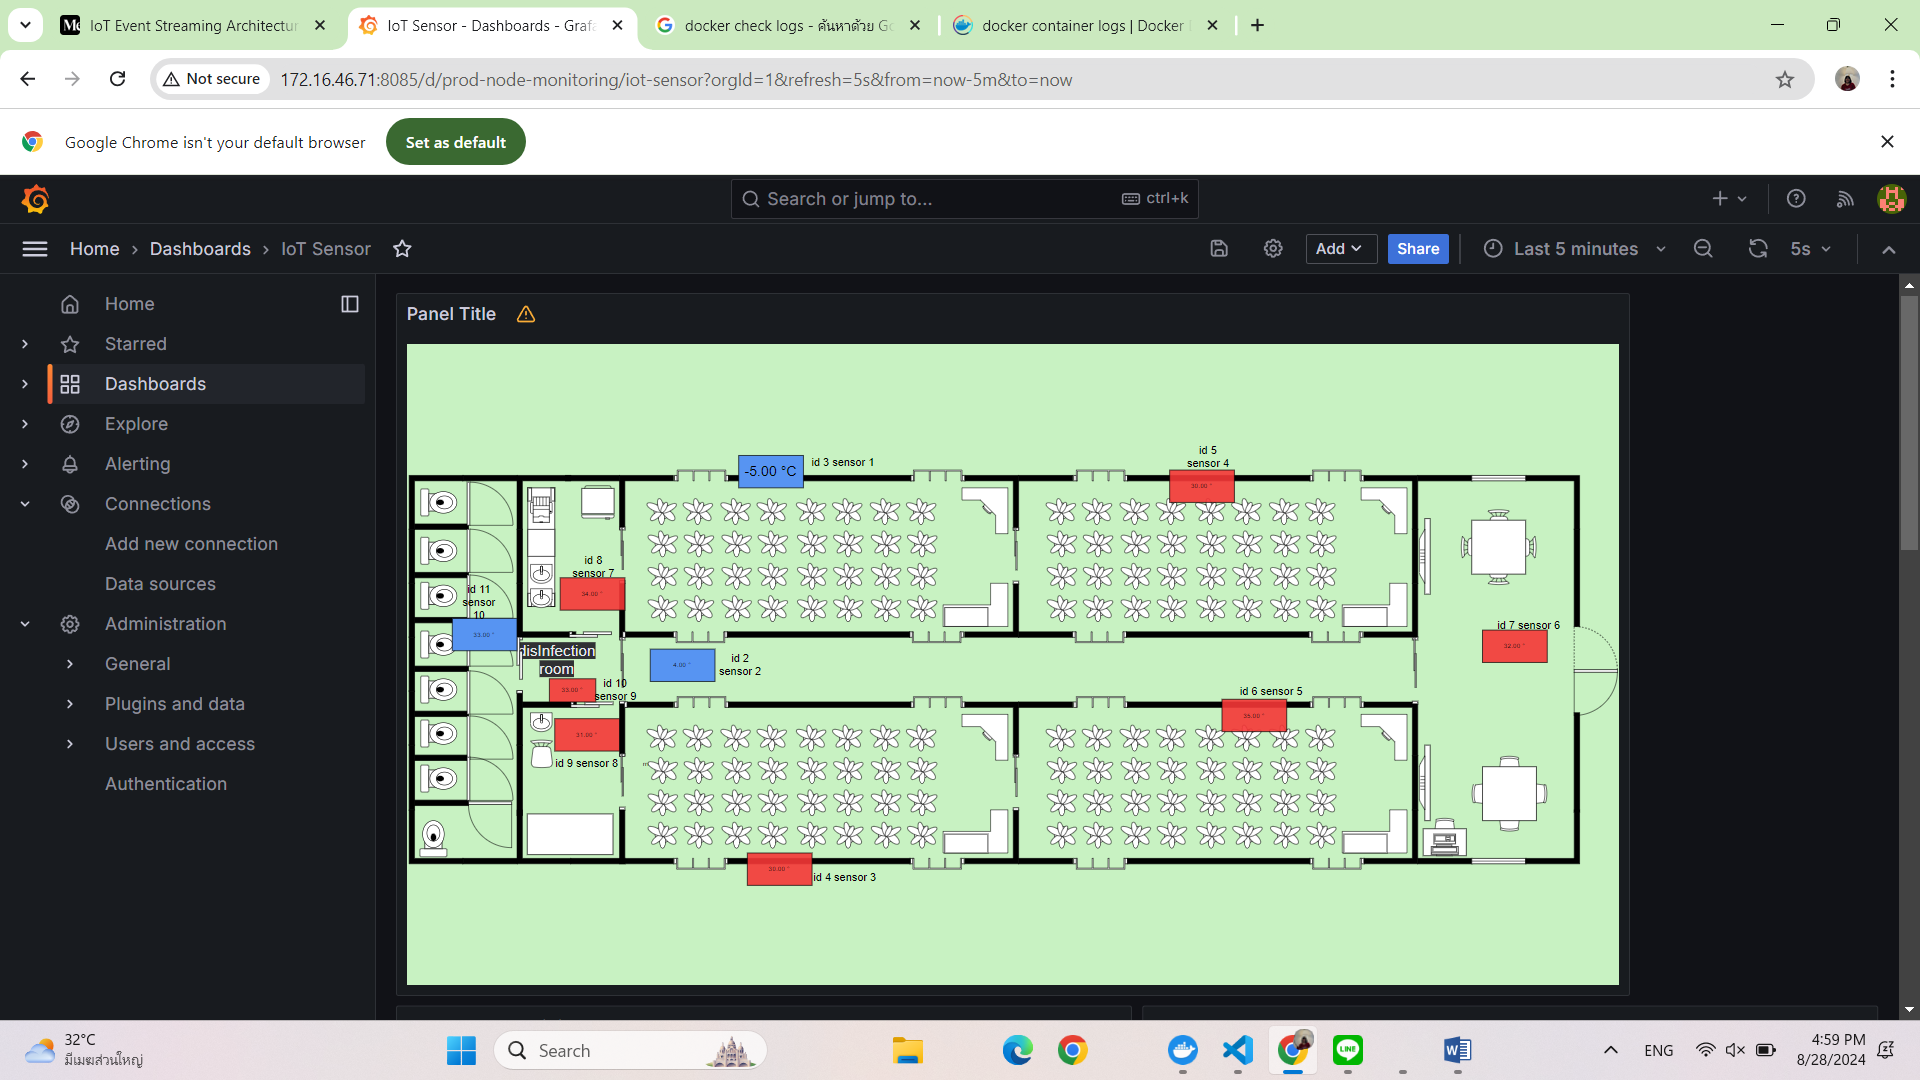 IoT Event Streaming Architectur
IoT Sensor - Dashboards - Grafa
docker check logs - ค้นหาด้วย Go
docker container logs | Docker
Not secure
172.16.46.71:8085/d/prod-node-monitoring/iot-sensor?orgId=1&refresh=5s&from=now-5m&to=now
Google Chrome isn't your default browser
Set as default
Search or jump to...
ctrl+k
Home
Dashboards
IoT Sensor
Add
Share
Last 5 minutes
5s
Home
Starred
Dashboards
Explore
Alerting
Connections
Add new connection
Data sources
Administration
General
Plugins and data
Users and access
Authentication
Panel Title
-5.00 °C
id 3 sensor 1
id 5
sensor 4
30.00 °
id 8
sensor 7
34.00 °
id 11
sensor
10
33.00 °
disInfection
room
4.00 °
id 2
sensor 2
id 7 sensor 6
32.00 °
33.00 °
id 10
sensor 9
id 6 sensor 5
31.00 °
id 9 sensor 8
id 4 sensor 3
32°C
มีเมฆส่วนใหญ่
Search
LINE
ENG
4:59 PM
8/28/2024